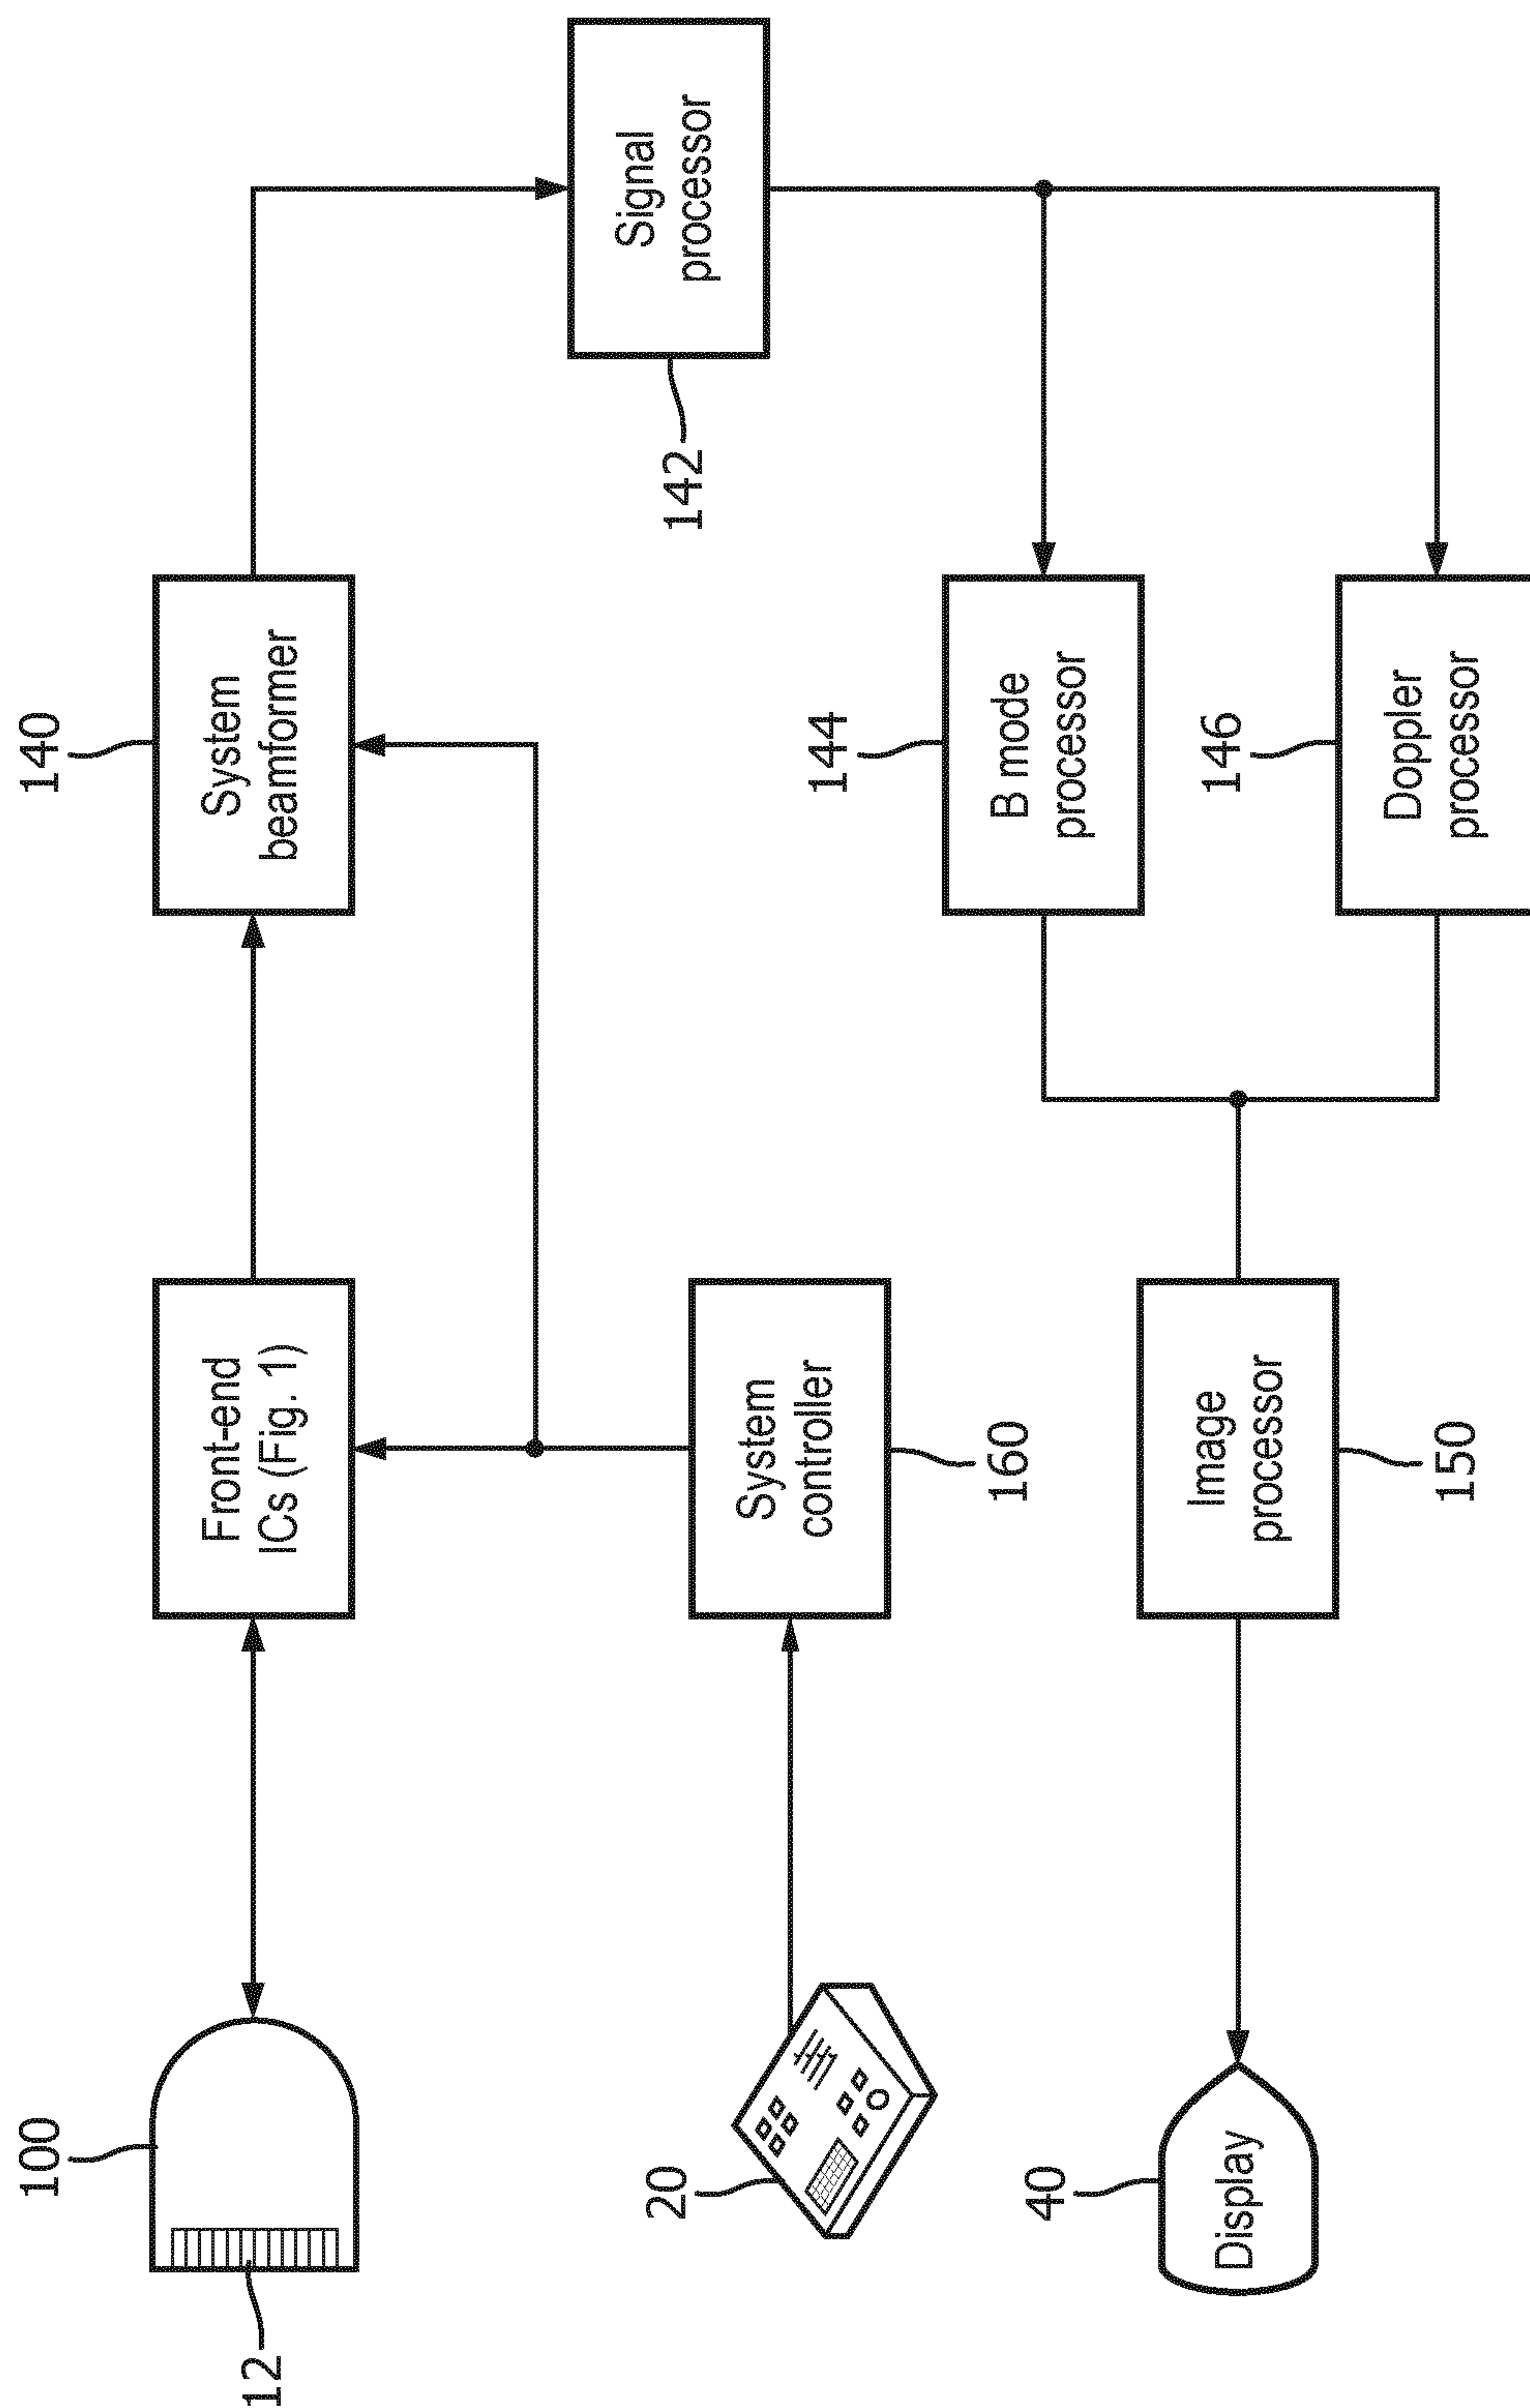 100
12
Front-end
ICs (Fig. 1)
140
System
beamformer
Signal
processor
142
20
System
controller
160
144
B mode
processor
40
Display
Image
processor
150
146
Doppler
processor